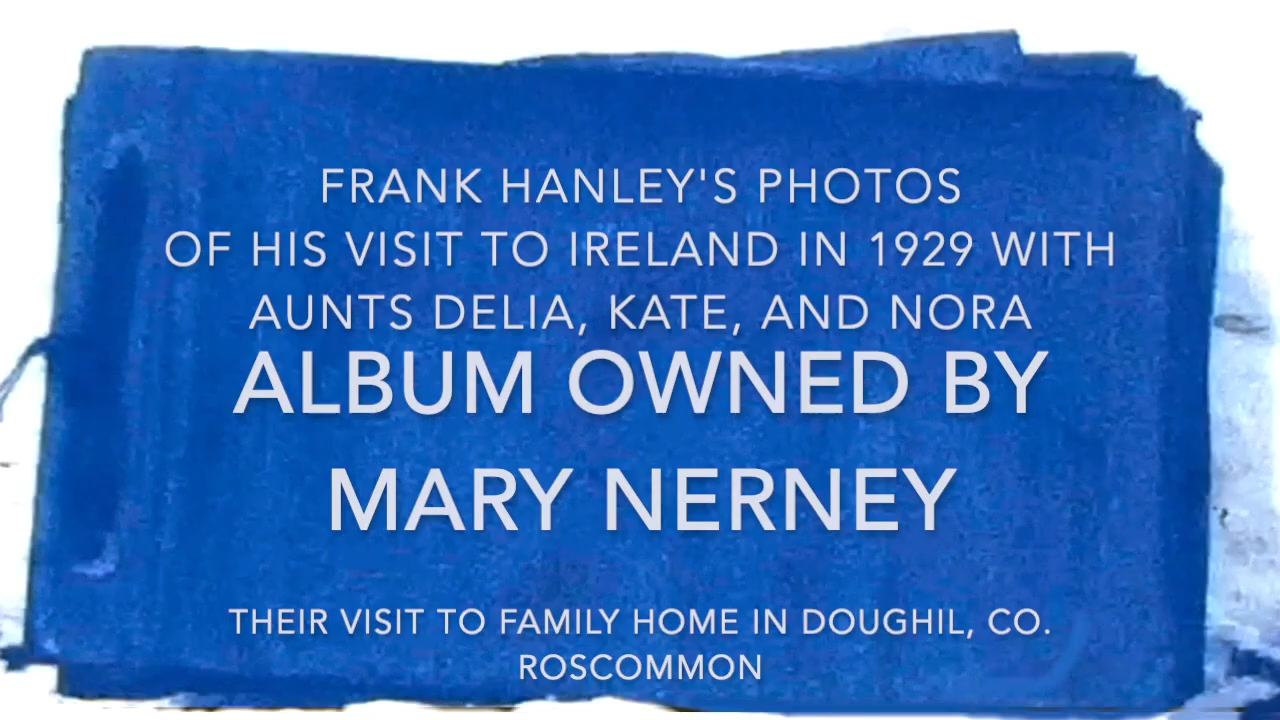 FRANK HANLEY'S PHOTOS
OF HIS VISIT TO IRELAND IN 1929 WITH
AUNTS DELIA, KATE, AND NORA
ALBUM OWNED BY
MARY NERNEY
THEIR VISIT TO FAMILY HOME IN DOUGHIL, CO.
ROSCOMMON